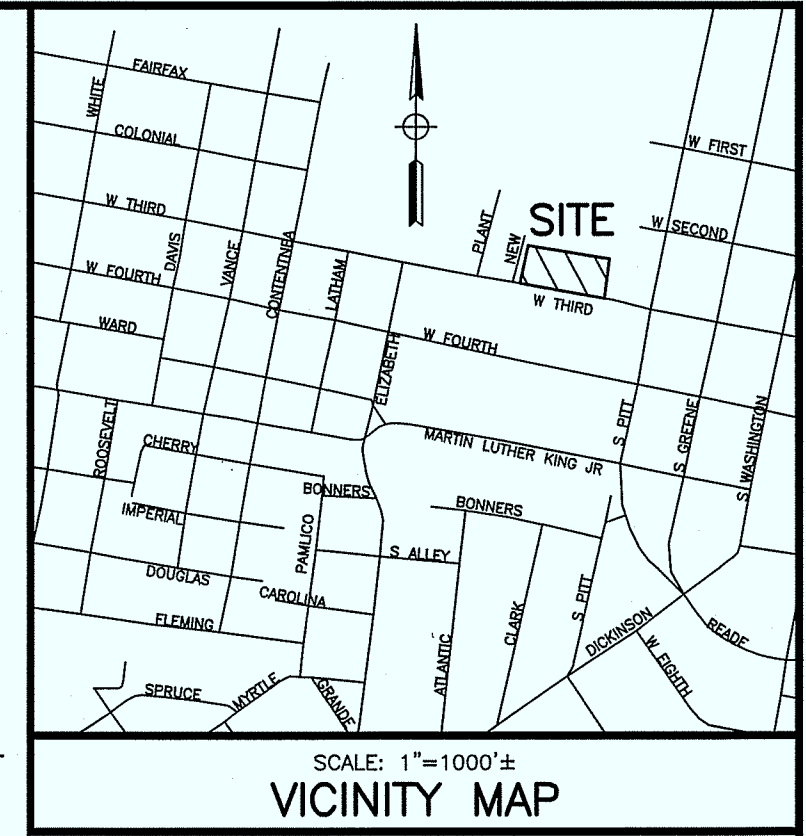 FAIRFAX
WHITE
COLONIAL
W FIRST
W THIRD
PLANT
NEW
SITE
W SECOND
DAVIS
VANCE
CONTENTNEA
LATHAM
W FOURTH
W THIRD
WARD
W FOURTH
ELIZABETH
ROOSEVELT
CHERRY
MARTIN LUTHER KING JR
S PITT
S GREENE
S WASHINGTON
BONNERS
BONNERS
IMPERIAL
PAMLICO
S ALLEY
DOUGLAS
CAROLINA
FLEMING
ATLANTIC
CLARK
S PITT
DICKINSON
READE
W EIGHTH
SPRUCE
MYRTLE
GRANDE
SCALE: 1"=1000'±
VICINITY MAP